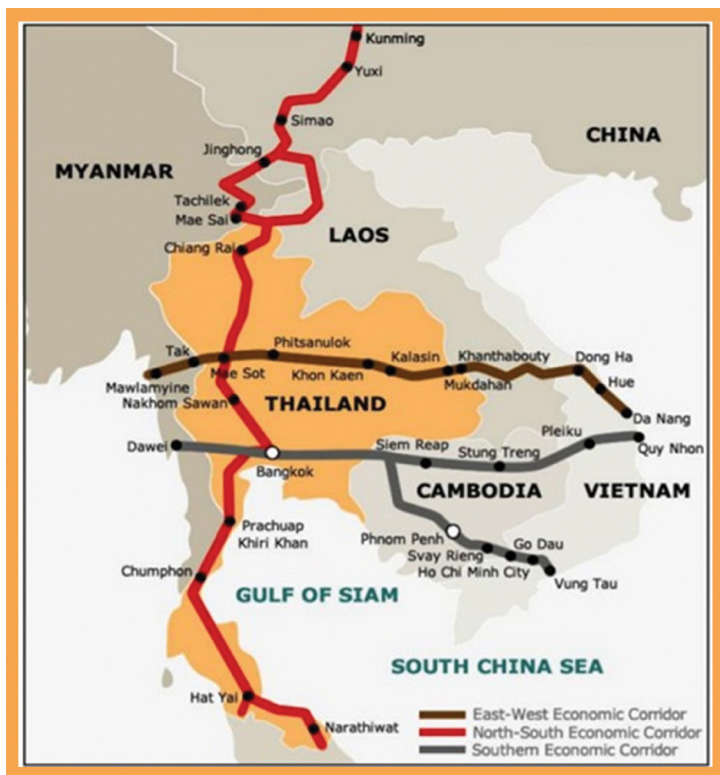 Kunming
Yuxi
Simao
CHINA
Jinghong
MYANMAR
Tachilek
Mae Sai
LAOS
Chiang Rai
Tak
Phitsanulok
Kalasin
Khanthabouty
Dong Ha
Mae Sot
Khon Kaen
Mukdahan
Hue
Mawlamyine
Nakhom Sawan
THAILAND
Da Nang
Dawei
Siem Reap
Stung Treng
Pleiku
Quy Nhon
Bangkok
CAMBODIA
VIETNAM
Prachuap
Khiri Khan
Phnom Penh
Svay Rieng
Go Dau
Ho Chi Minh City
Vung Tau
Chumphon
GULF OF SIAM
SOUTH CHINA SEA
Hat Yai
Narathiwat
East-West Economic Corridor
North-South Economic Corridor
Southern Economic Corridor